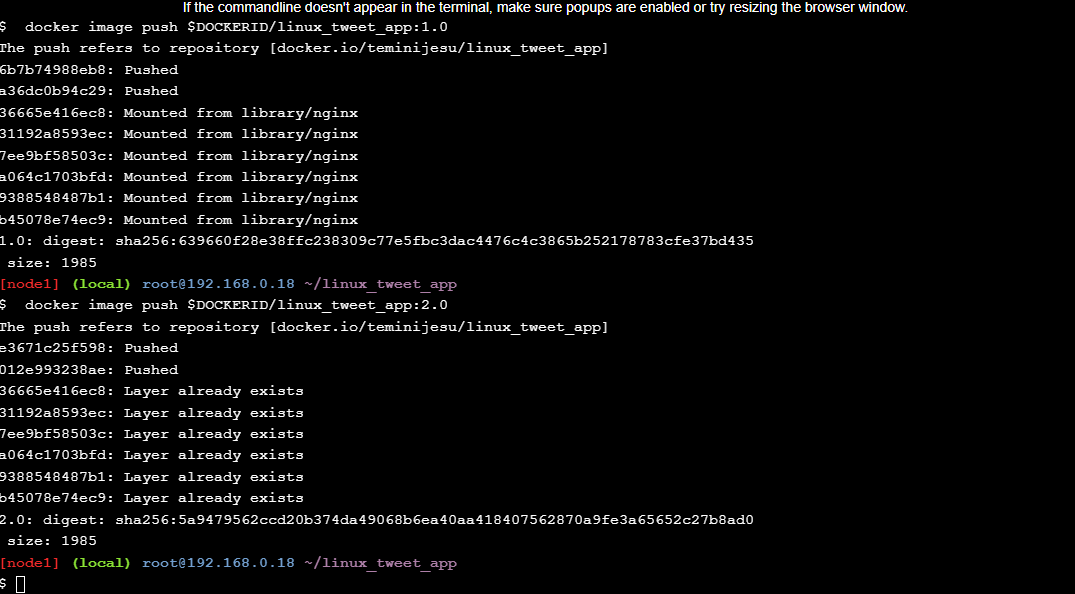 If the commandline doesn't appear in the terminal, make sure popups are enabled or try resizing the browser window.
$  docker image push $DOCKERID/linux_tweet_app:1.0
The push refers to repository [docker.io/teminijesu/linux_tweet_app]
6b7b74988eb8: Pushed
a36dc0b94c29: Pushed
36665e416ec8: Mounted from library/nginx
31192a8593ec: Mounted from library/nginx
7ee9bf58503c: Mounted from library/nginx
a064c1703bfd: Mounted from library/nginx
9388548487b1: Mounted from library/nginx
b45078e74ec9: Mounted from library/nginx
1.0: digest: sha256:639660f28e38ffc238309c77e5fbc3dac4476c4c3865b252178783cfe37bd435
 size: 1985
[node1] (local) root@192.168.0.18 ~/linux_tweet_app
$  docker image push $DOCKERID/linux_tweet_app:2.0
The push refers to repository [docker.io/teminijesu/linux_tweet_app]
e3671c25f598: Pushed
012e993238ae: Pushed
36665e416ec8: Layer already exists
31192a8593ec: Layer already exists
7ee9bf58503c: Layer already exists
a064c1703bfd: Layer already exists
9388548487b1: Layer already exists
b45078e74ec9: Layer already exists
2.0: digest: sha256:5a9479562ccd20b374da49068b6ea40aa418407562870a9fe3a65652c27b8ad0
 size: 1985
[node1] (local) root@192.168.0.18 ~/linux_tweet_app
$